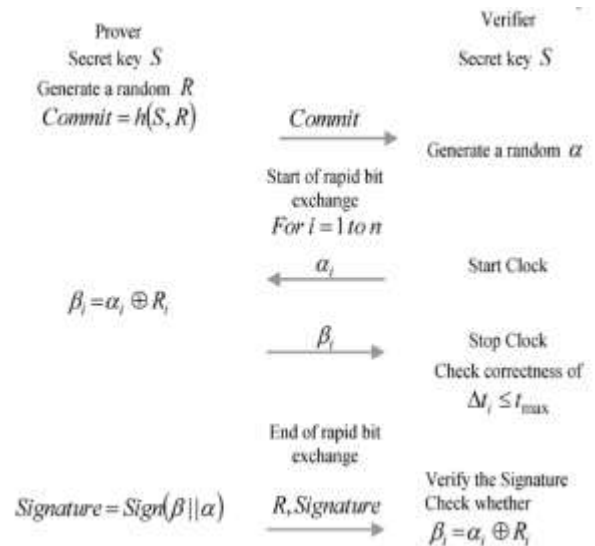 Prover
Secret key S
Generate a random R
Commit = h(S, R)
Verifier
Secret key S
Commit
Generate a random α
Start of rapid bit
exchange
For i = 1 to n
α_i
Start Clock
β_i = α_i ⊕ R_i
β_i
Stop Clock
Check correctness of
Δt_i ≤ t_max
End of rapid bit
exchange
Signature = Sign(β||α)
R, Signature
Verify the Signature
Check whether
β_i = α_i ⊕ R_i